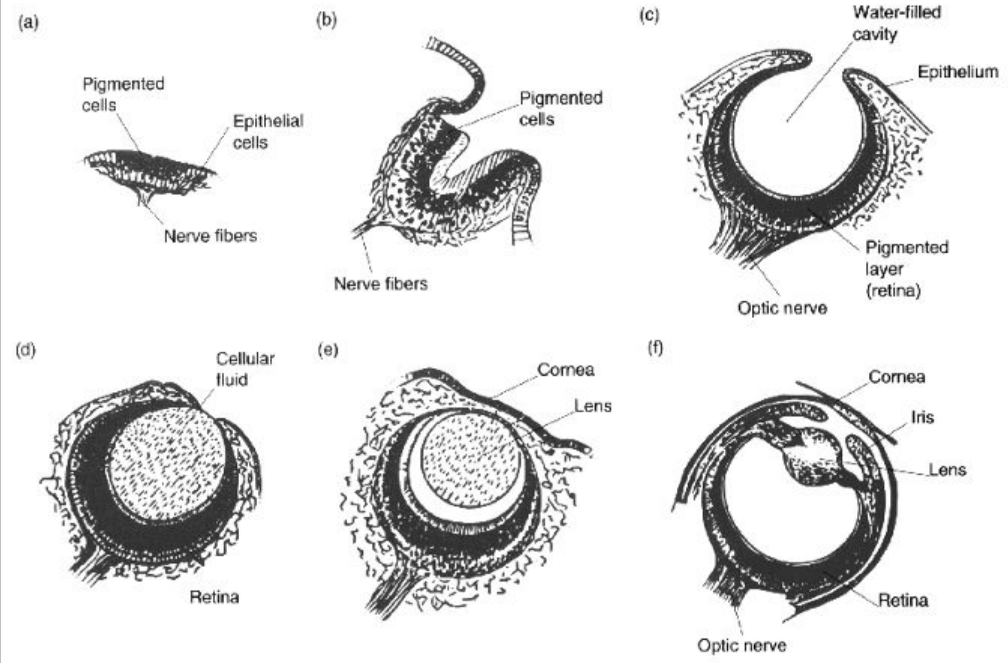 (a)
Pigmented
cells
Epithelial
cells
Nerve fibers
(b)
Pigmented
cells
Nerve fibers
(c)
Water-filled
cavity
Epithelium
Pigmented
layer
(retina)
Optic nerve
(d)
Cellular
fluid
Retina
(e)
Cornea
Lens
(f)
Cornea
Iris
Lens
Retina
Optic nerve